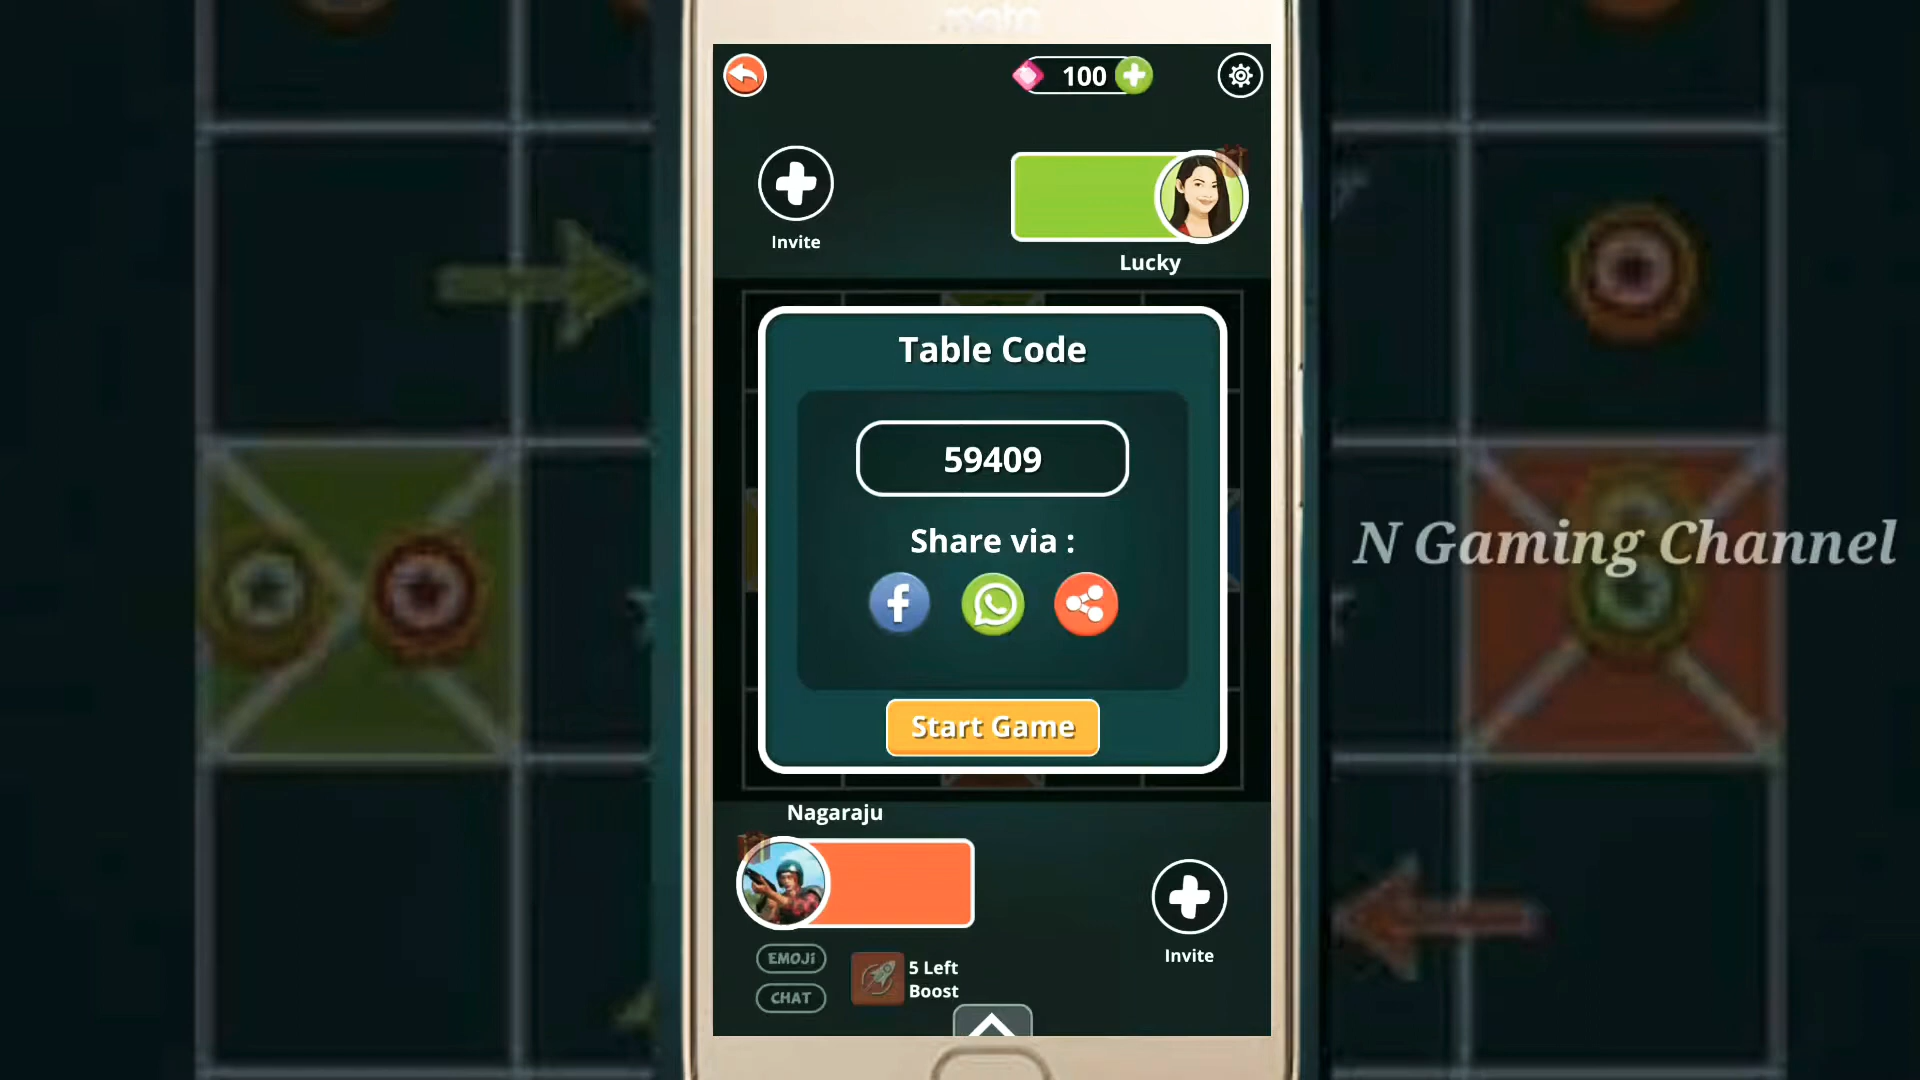 100
Invite
Lucky
Table Code
59409
Share via :
Start Game
N Gaming Channel
Nagaraju
EMOJi
CHAT
5 Left
Boost
Invite